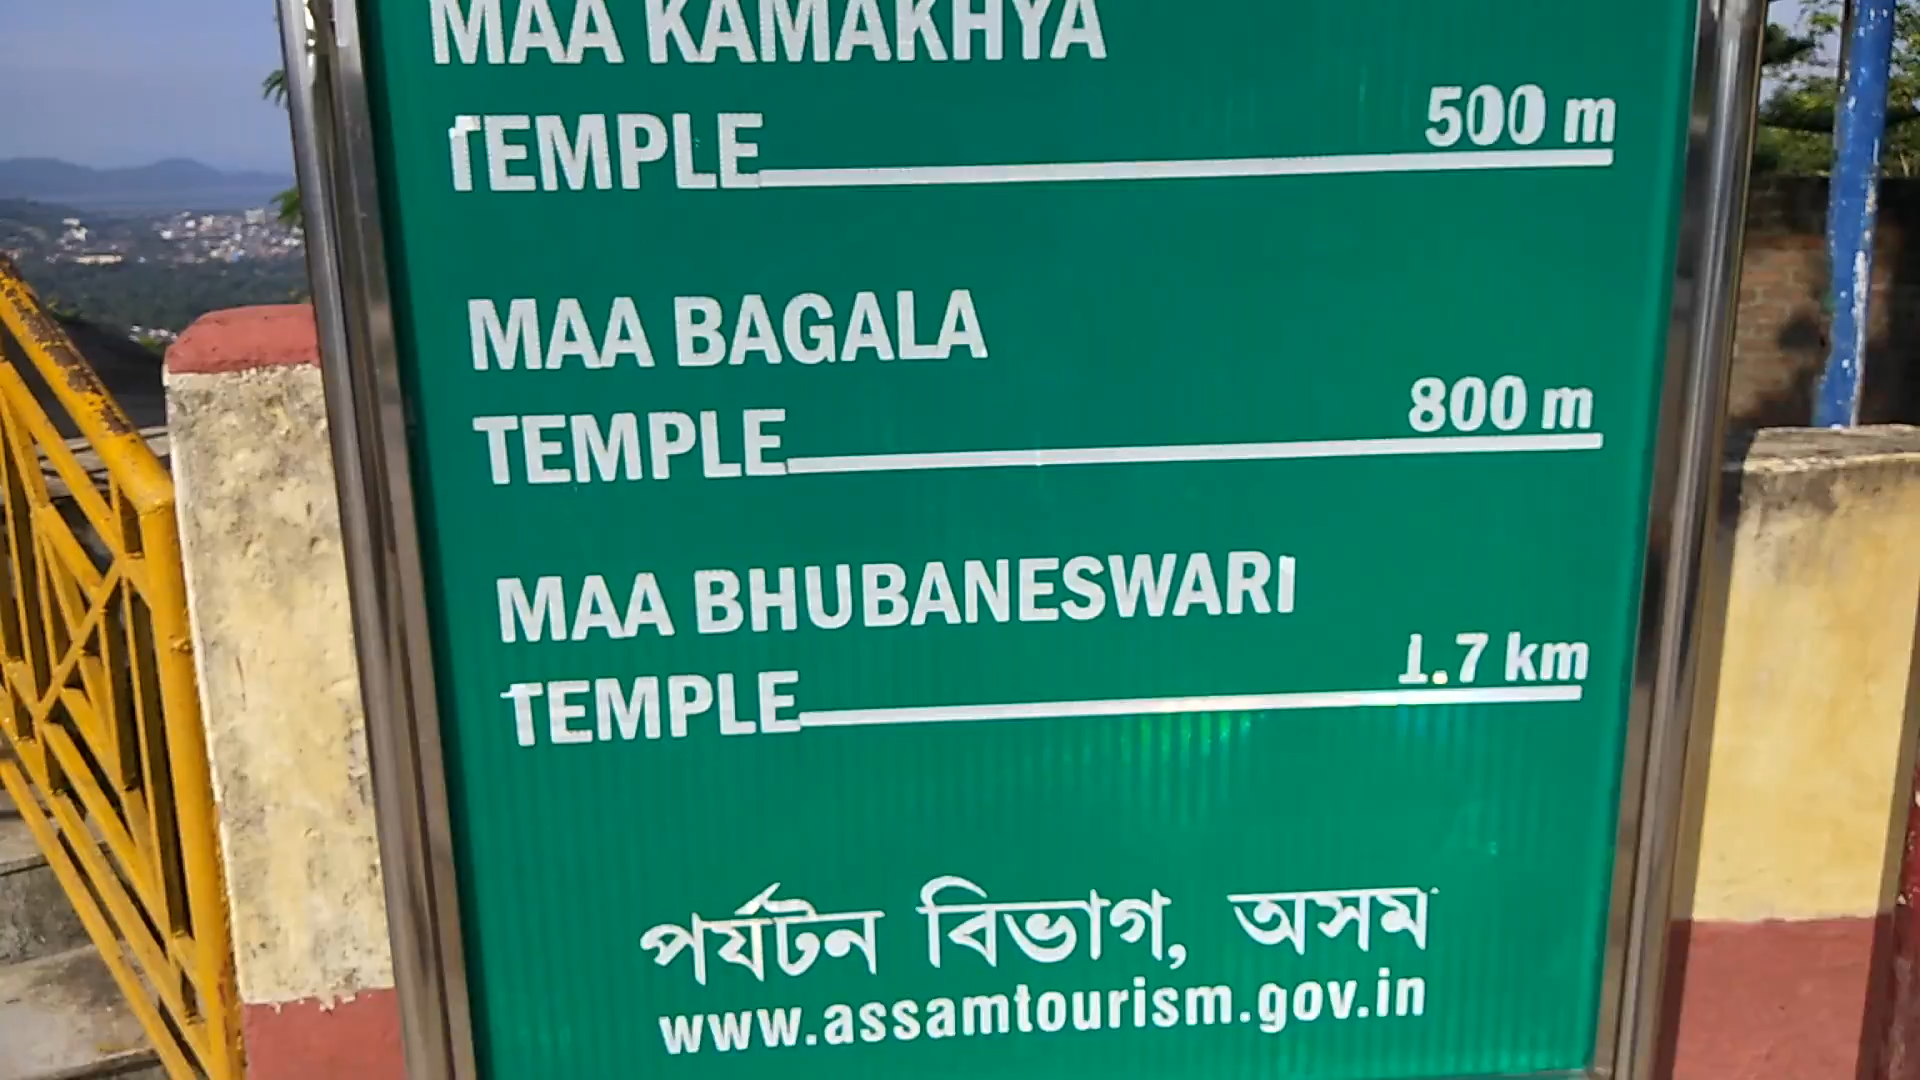 MAA KAMAKHYA
TEMPLE 500 m
MAA BAGALA
TEMPLE 800 m
MAA BHUBANESWARI
TEMPLE 1.7 km
পৰ্যটন বিভাগ, অসম
www.assamtourism.gov.in